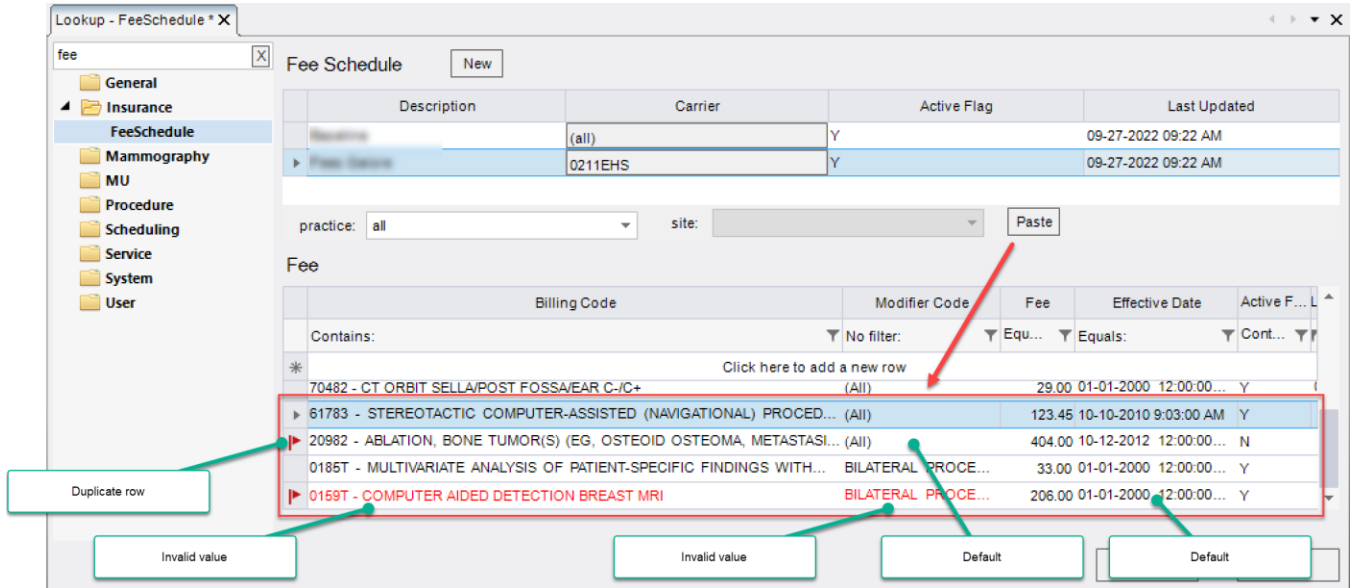 Lookup - FeeSchedule * X
fee X
General
Insurance
FeeSchedule
Mammography
MU
Procedure
Scheduling
Service
System
User
Fee Schedule New
Description Carrier Active Flag Last Updated
(all) Y 09-27-2022 09:22 AM
0211EHS Y 09-27-2022 09:22 AM
practice: all site: Paste
Fee
Billing Code Modifier Code Fee Effective Date Active F... L
Contains: No filter: Equ... Equals: Cont...
Click here to add a new row
70482 - CT ORBIT SELLA/POST FOSSA/EAR C-/C+ (All) 29.00 01-01-2000 12:00:00... Y
61783 - STEREOTACTIC COMPUTER-ASSISTED (NAVIGATIONAL) PROCED... (All) 123.45 10-10-2010 9:03:00 AM Y
20982 - ABLATION, BONE TUMOR(S) (EG, OSTEOID OSTEOMA, METASTASI... (All) 404.00 10-12-2012 12:00:00... N
0185T - MULTIVARIATE ANALYSIS OF PATIENT-SPECIFIC FINDINGS WITH... BILATERAL PROCE... 33.00 01-01-2000 12:00:00... Y
0159T - COMPUTER AIDED DETECTION BREAST MRI BILATERAL PROCE... 206.00 01-01-2000 12:00:00... Y
Duplicate row
Invalid value
Invalid value
Default
Default